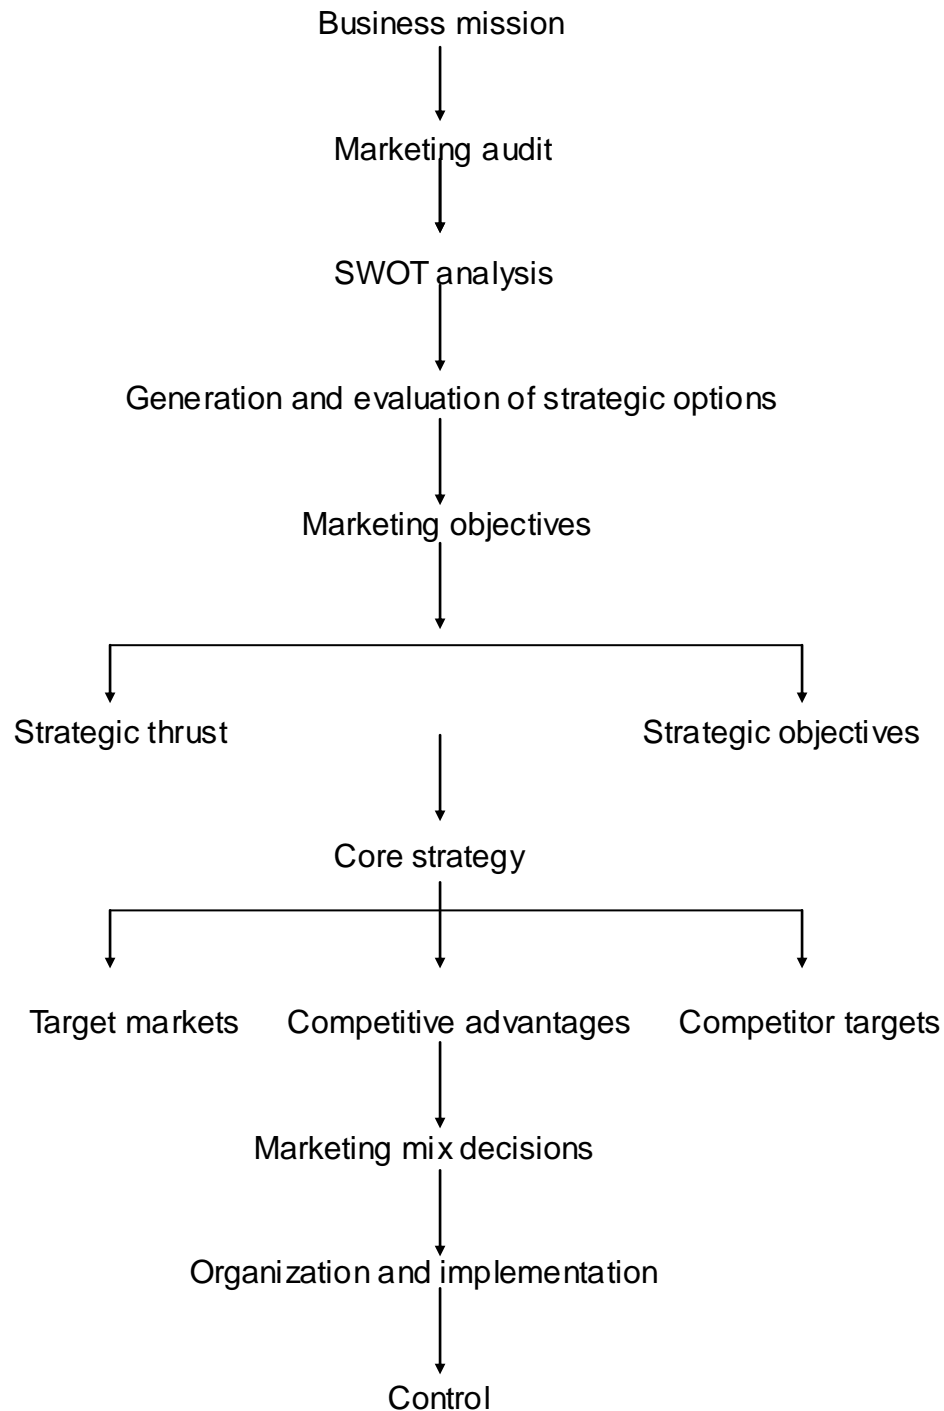 Business mission
Marketing audit
SWOT analysis
Generation and evaluation of strategic options
Marketing objectives
Strategic thrust
Strategic objectives
Core strategy
Target markets
Competitive advantages
Competitor targets
Marketing mix decisions
Organization and implementation
Control